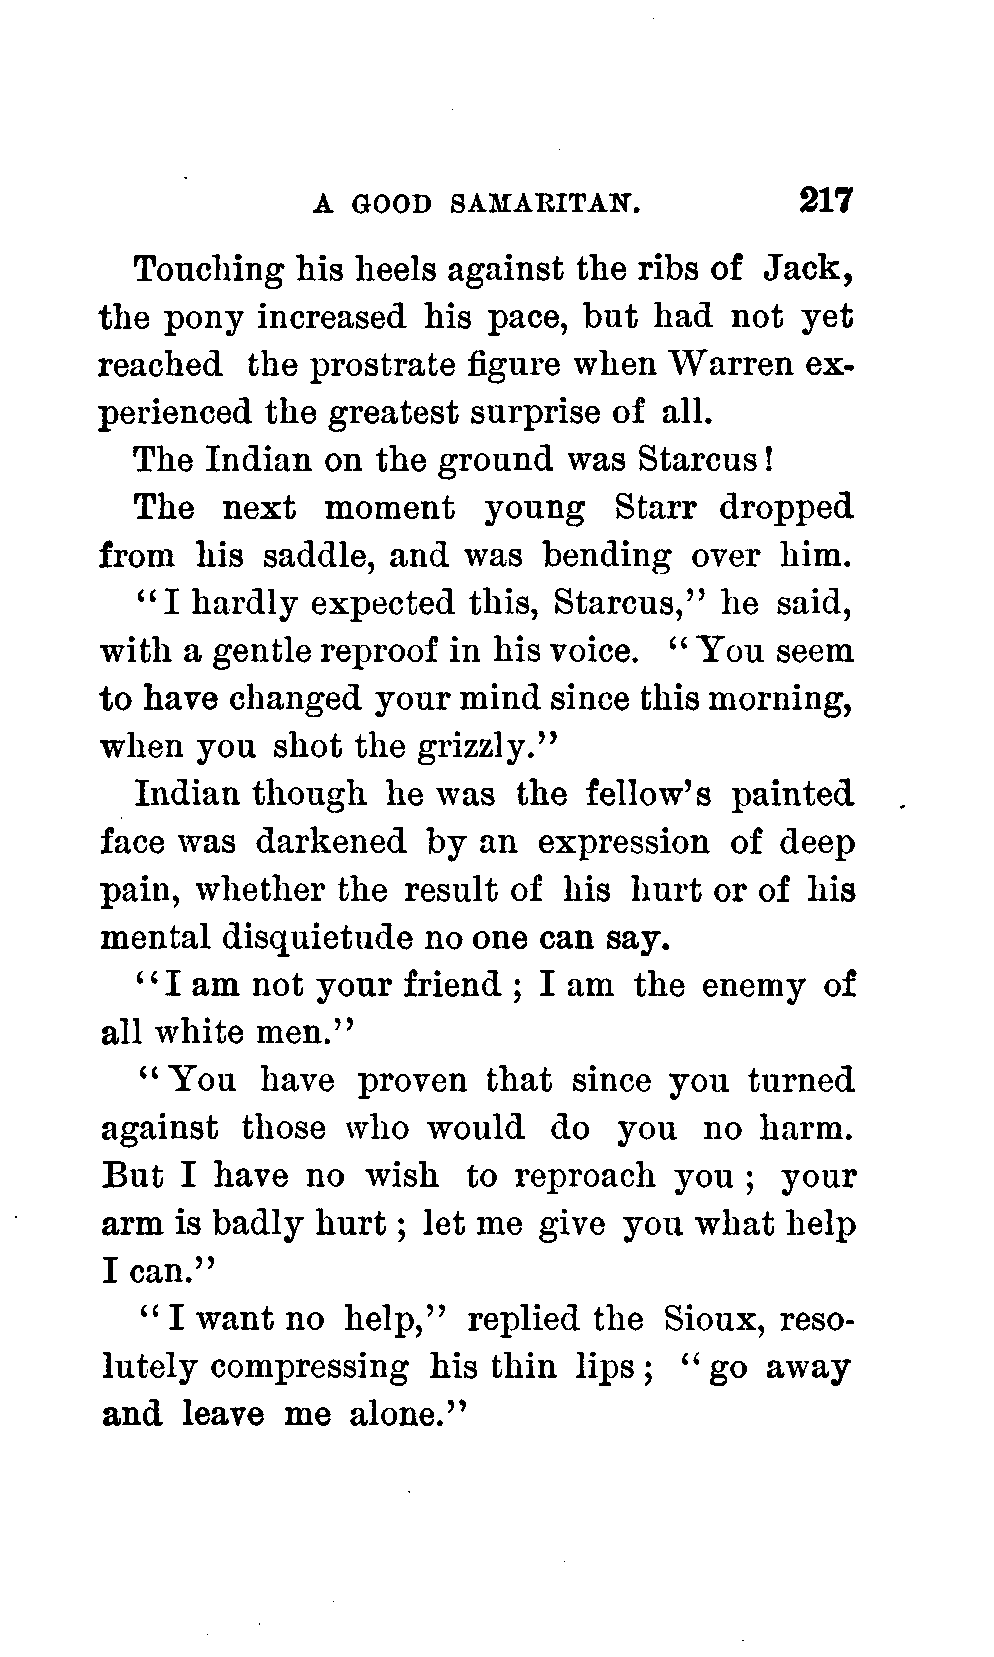 A GOOD SAMARITAN. 217
Touching his heels against the ribs of Jack,
the pony increased his pace, but had not yet
reached the prostrate figure when Warren ex-
perienced the greatest surprise of all.
The Indian on the ground was Starcus!
The next moment young Starr dropped
from his saddle, and was bending over him.
"I hardly expected this, Starcus," he said,
with a gentle reproof in his voice. "You seem
to have changed your mind since this morning,
when you shot the grizzly."
Indian though he was the fellow's painted
face was darkened by an expression of deep
pain, whether the result of his hurt or of his
mental disquietude no one can say.
"I am not your friend; I am the enemy of
all white men."
"You have proven that since you turned
against those who would do you no harm.
But I have no wish to reproach you; your
arm is badly hurt; let me give you what help
I can."
"I want no help," replied the Sioux, reso-
lutely compressing his thin lips; "go away
and leave me alone."